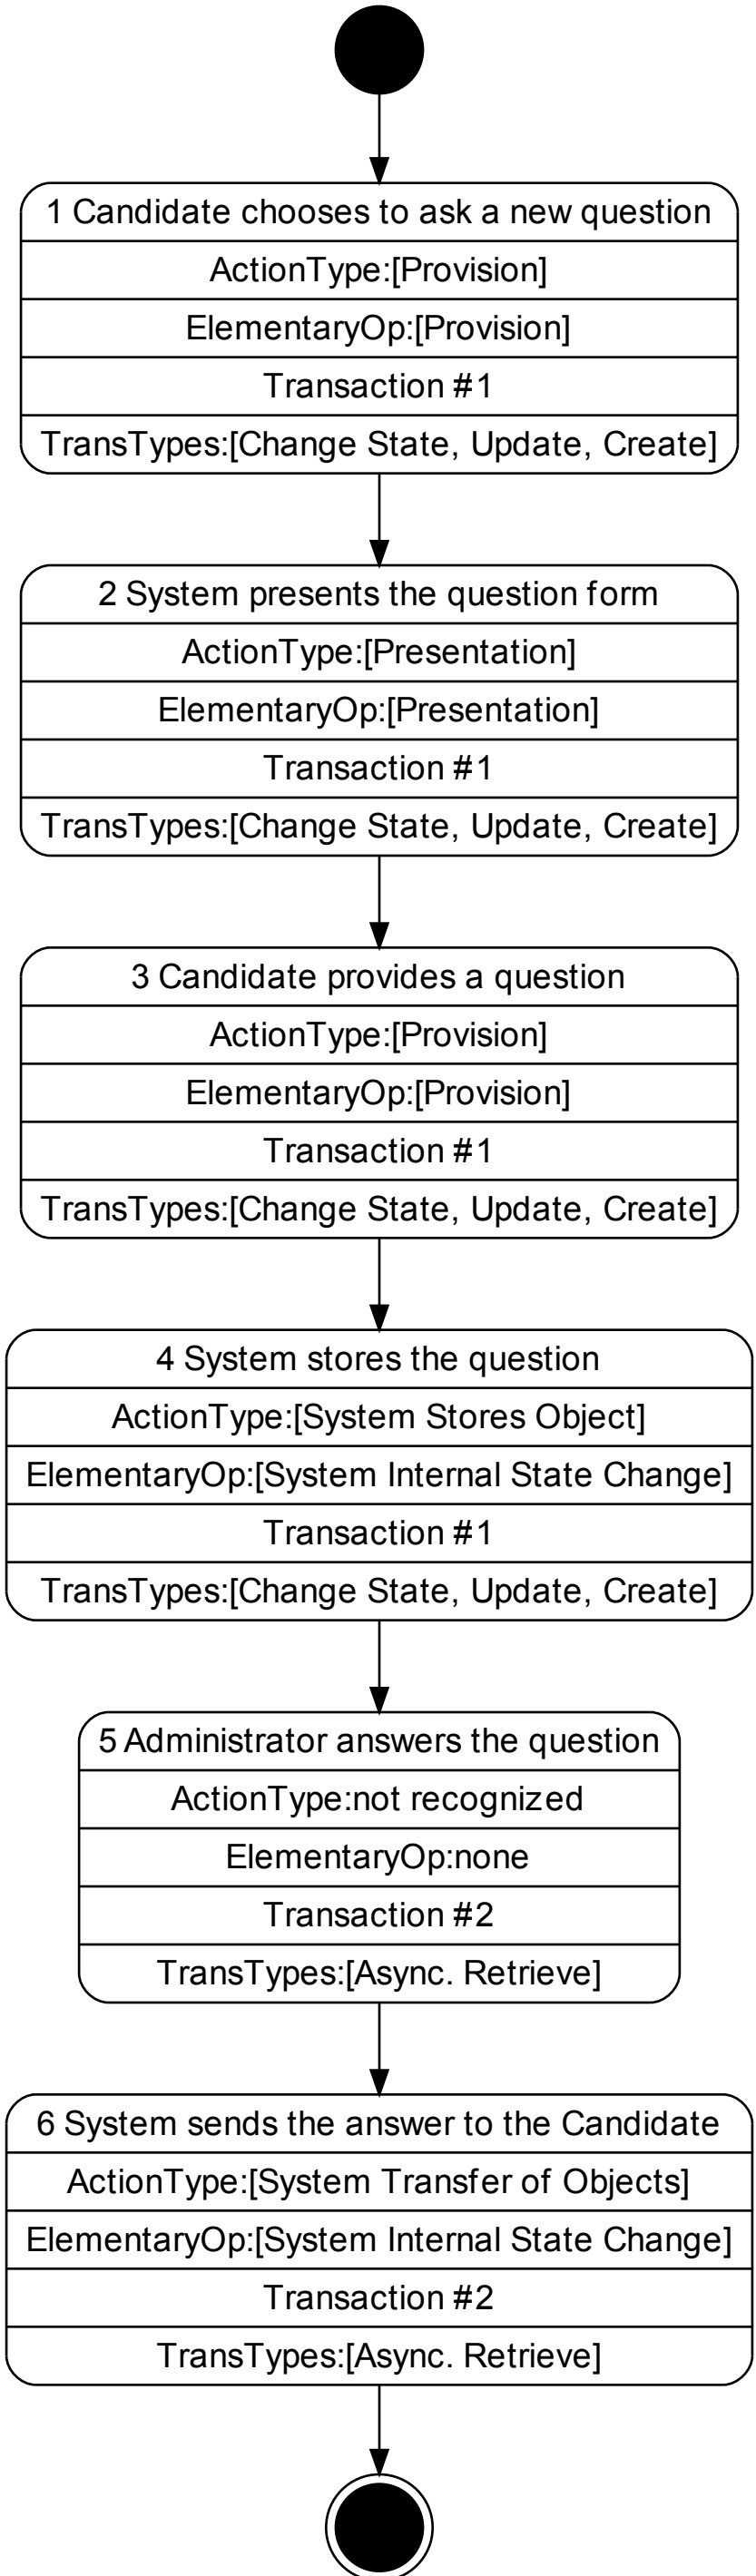 1 Candidate chooses to ask a new question
ActionType:[Provision]
ElementaryOp:[Provision]
Transaction #1
TransTypes:[Change State, Update, Create]
2 System presents the question form
ActionType:[Presentation]
ElementaryOp:[Presentation]
Transaction #1
TransTypes:[Change State, Update, Create]
3 Candidate provides a question
ActionType:[Provision]
ElementaryOp:[Provision]
Transaction #1
TransTypes:[Change State, Update, Create]
4 System stores the question
ActionType:[System Stores Object]
ElementaryOp:[System Internal State Change]
Transaction #1
TransTypes:[Change State, Update, Create]
5 Administrator answers the question
ActionType:not recognized
ElementaryOp:none
Transaction #2
TransTypes:[Async. Retrieve]
6 System sends the answer to the Candidate
ActionType:[System Transfer of Objects]
ElementaryOp:[System Internal State Change]
Transaction #2
TransTypes:[Async. Retrieve]